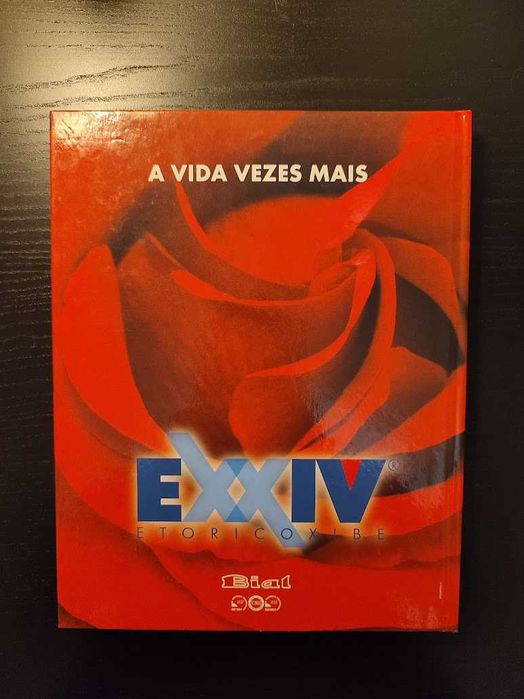 A VIDA VEZES MAIS
EXXIV®
ETORICOXIBE
Bial